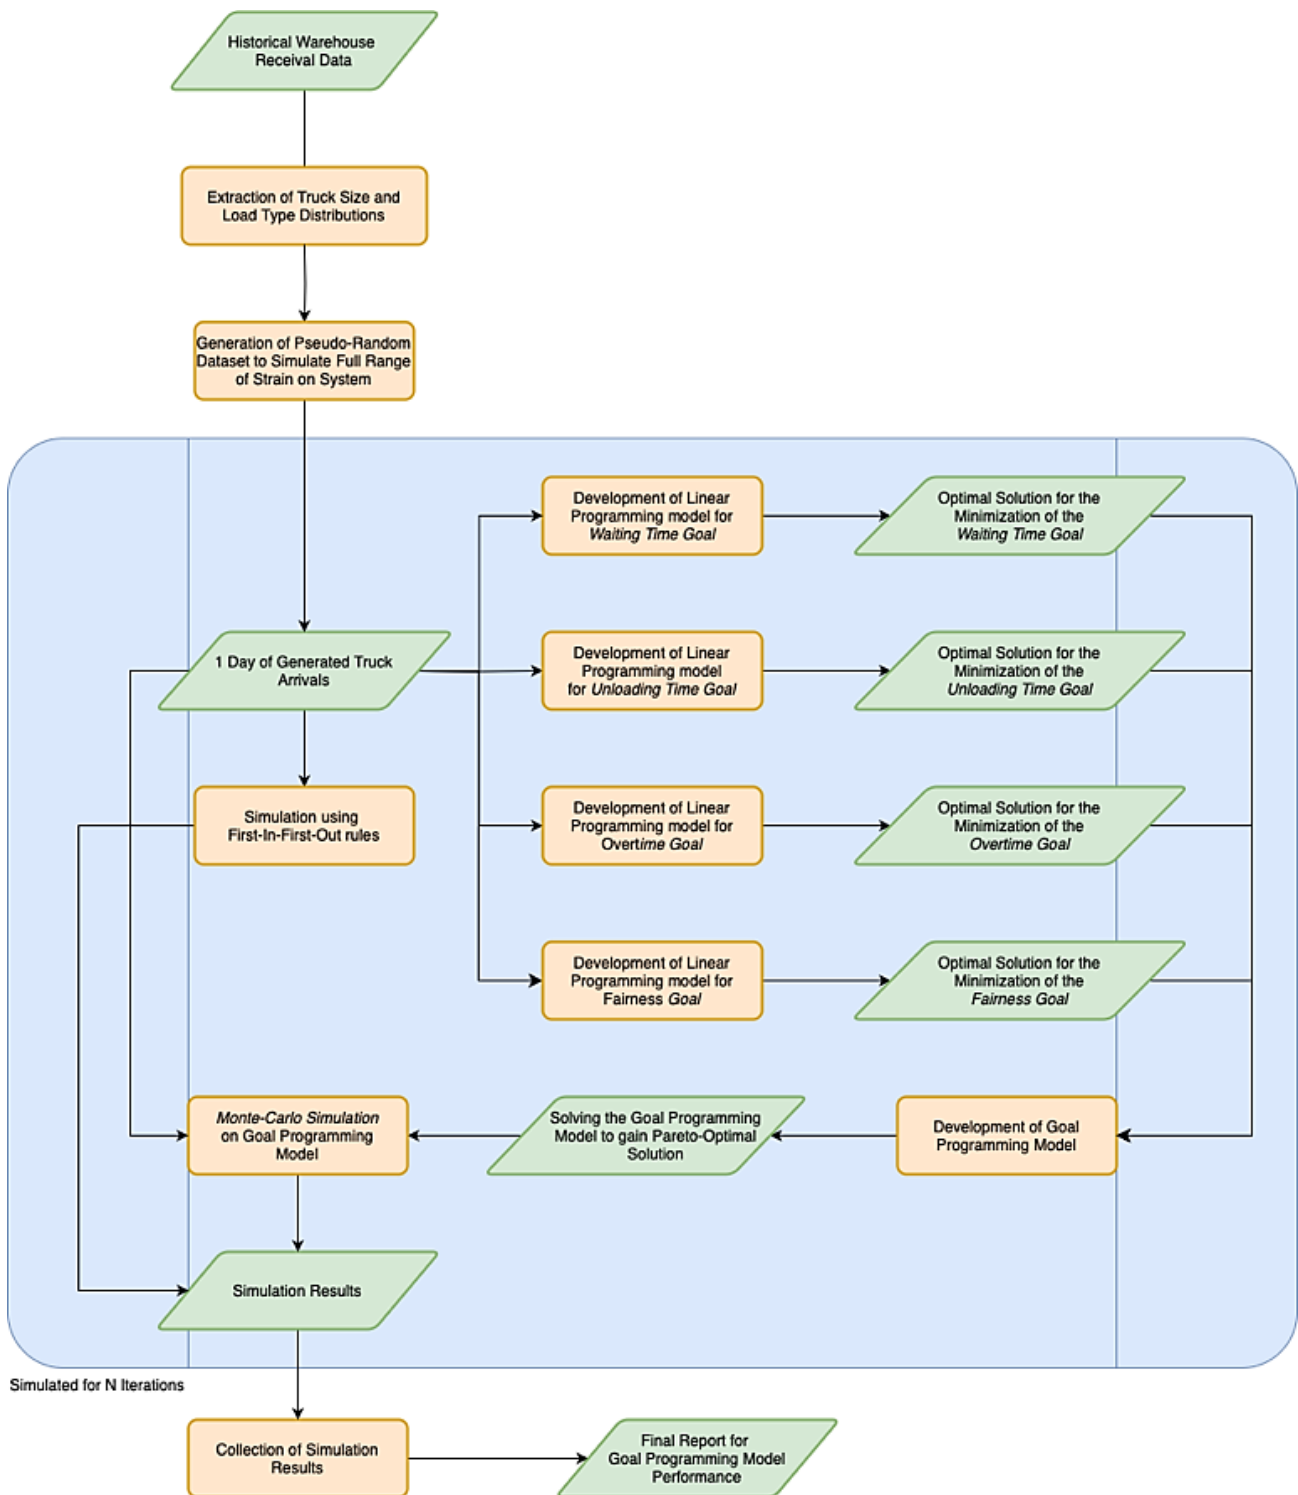 Historical Warehouse
Receival Data
Extraction of Truck Size and
Load Type Distributions
Generation of Pseudo-Random
Dataset to Simulate Full Range
of Strain on System
Development of Linear
Programming model for
Waiting Time Goal
Optimal Solution for the
Minimization of the
Waiting Time Goal
1 Day of Generated Truck
Arrivals
Development of Linear
Programming model
for Unloading Time Goal
Optimal Solution for the
Minimization of the
Unloading Time Goal
Simulation using
First-In-First-Out rules
Development of Linear
Programming model for
Overtime Goal
Optimal Solution for the
Minimization of the
Overtime Goal
Development of Linear
Programming model for
Fairness Goal
Optimal Solution for the
Minimization of the
Fairness Goal
Monte-Carlo Simulation
on Goal Programming
Model
Solving the Goal Programming
Model to gain Pareto-Optimal
Solution
Development of Goal
Programming Model
Simulation Results
Simulated for N Iterations
Collection of Simulation
Results
Final Report for
Goal Programming Model
Performance